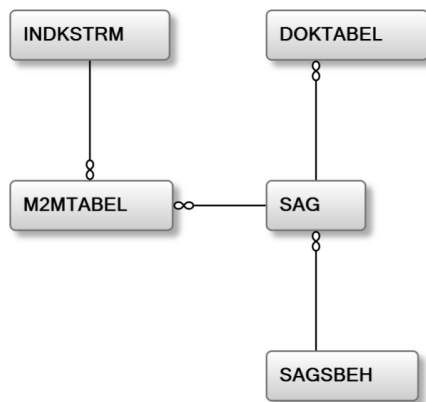 INDKSTRM
DOKTABEL
M2MTABEL
SAG
SAGSBEH